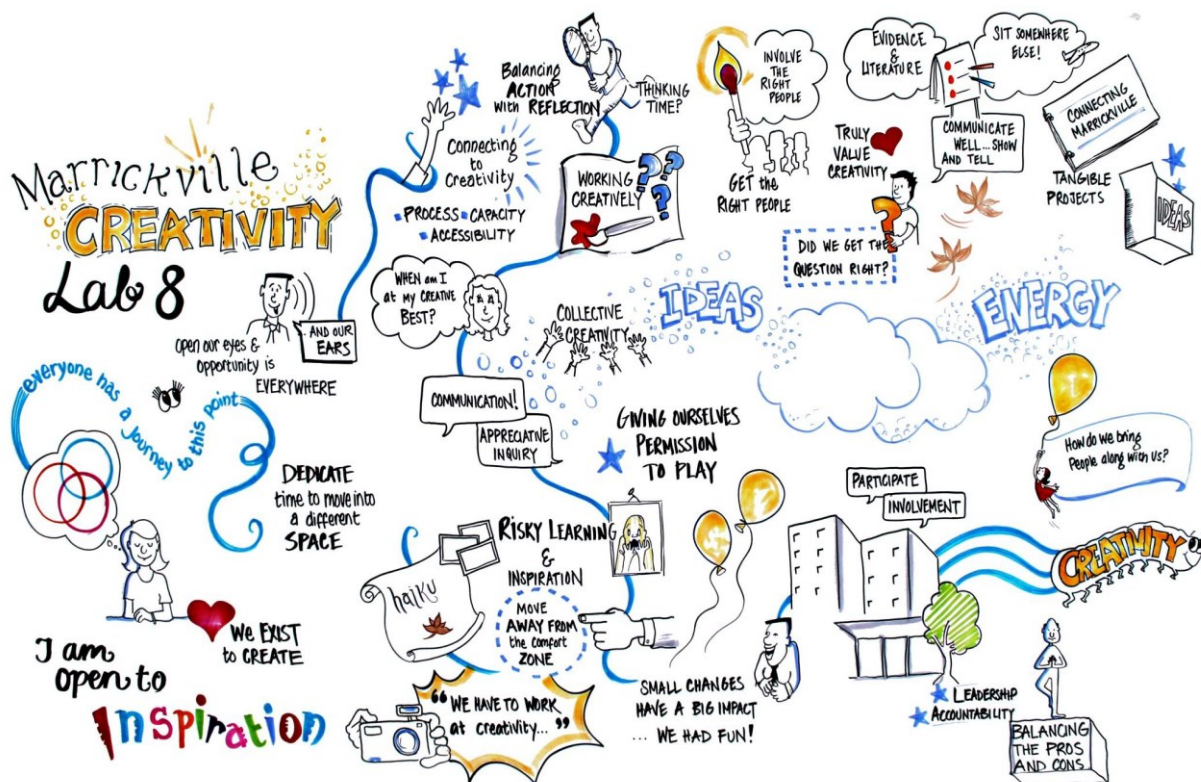 Marrickville
CREATIVITY
Lab 8
Open our eyes &
opportunity is
EVERYWHERE
AND OUR
EARS
everyone has a journey to this point
DEDICATE
time to move into
a different
SPACE
We EXIST
to CREATE
I am
open to
Inspiration
Balancing
ACTION
with REFLECTION
THINKING
TIME?
Connecting
to
Creativity
PROCESS CAPACITY
ACCESSIBILITY
WORKING
CREATIVELY
???
?
?
WHEN am I
at my CREATIVE
BEST?
COLLECTIVE
CREATIVITY
COMMUNICATION!
APPRECIATIVE
INQUIRY
INVOLVE
THE
RIGHT
PEOPLE
GET the
RIGHT PEOPLE
EVIDENCE
&
LITERATURE
SIT SOMEWHERE
ELSE!
COMMUNICATE
WELL... SHOW
AND TELL
TRULY
VALUE
CREATIVITY
?
DID WE GET THE
QUESTION RIGHT?
CONNECTING
MARRICKVILLE
TANGIBLE
PROJECTS
IDEAS
IDEAS
ENERGY
GIVING OURSELVES
PERMISSION
TO PLAY
RISKY LEARNING
&
INSPIRATION
haiku
MOVE
AWAY FROM
the comfort
ZONE
"WE HAVE TO WORK
at creativity..."
SMALL CHANGES
HAVE A BIG IMPACT
... WE HAD FUN!
PARTICIPATE
INVOLVEMENT
How do we bring
People along with us?
CREATIVITY
LEADERSHIP
ACCOUNTABILITY
BALANCING
THE PROS
AND CONS